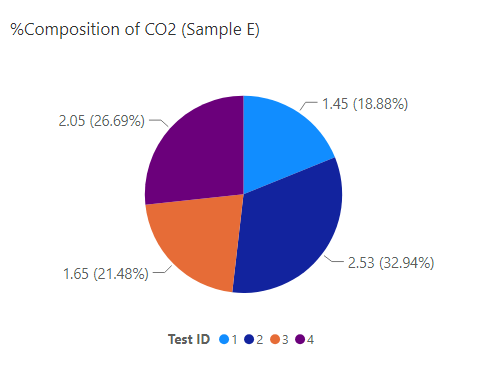 %Composition of CO2 (Sample E)
1.45 (18.88%)
2.05 (26.69%)
2.53 (32.94%)
1.65 (21.48%)
Test ID 1 2 3 4